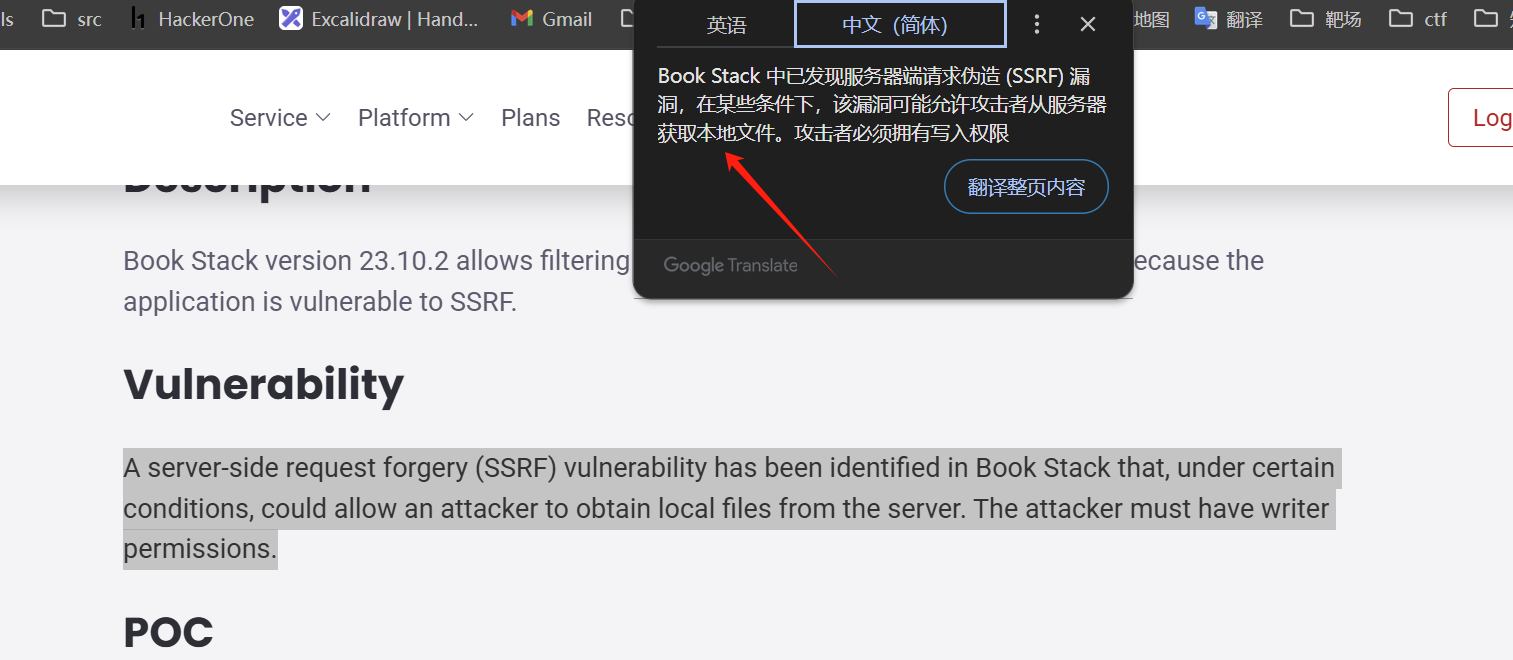 ls src HackerOne Excalidraw | Hand... Gmail 地图 翻译 靶场 ctf
英语 中文（简体）
Service Platform Plans Reso Log
Book Stack 中已发现服务器端请求伪造 (SSRF) 漏
洞，在某些条件下，该漏洞可能允许攻击者从服务器
获取本地文件。攻击者必须拥有写入权限
翻译整页内容
Google Translate
Description
Book Stack version 23.10.2 allows filtering ecause the
application is vulnerable to SSRF.
Vulnerability
A server-side request forgery (SSRF) vulnerability has been identified in Book Stack that, under certain
conditions, could allow an attacker to obtain local files from the server. The attacker must have writer
permissions.
POC